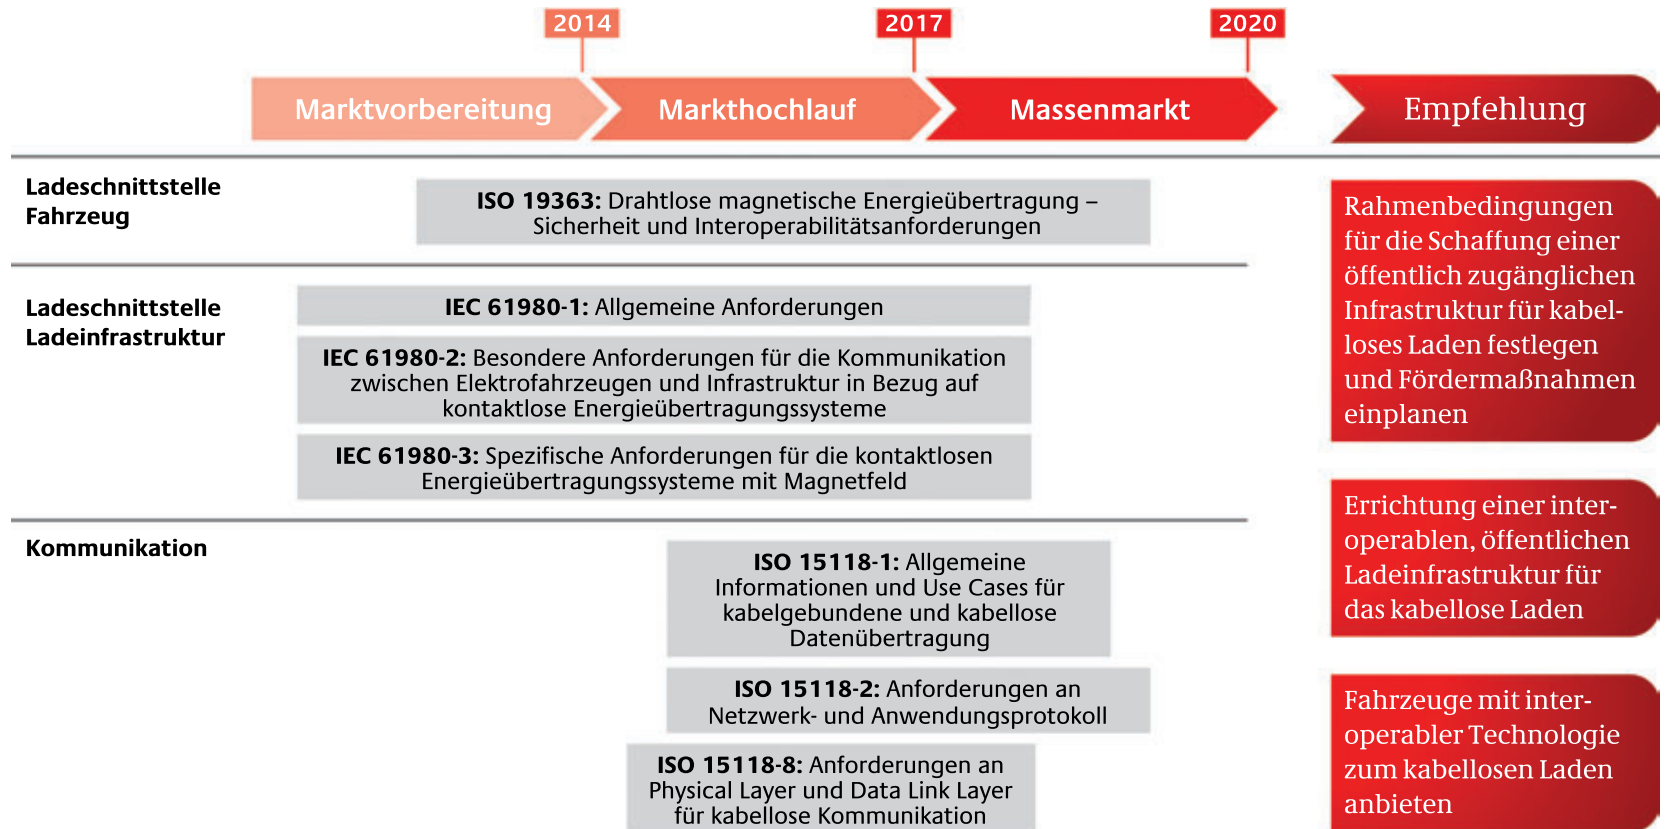 2014
2017
2020
Marktvorbereitung
Markthochlauf
Massenmarkt
Empfehlung
Ladeschnittstelle
Fahrzeug
ISO 19363: Drahtlose magnetische Energieübertragung –
Sicherheit und Interoperabilitätsanforderungen
Ladeschnittstelle
Ladeinfrastruktur
IEC 61980-1: Allgemeine Anforderungen
IEC 61980-2: Besondere Anforderungen für die Kommunikation
zwischen Elektrofahrzeugen und Infrastruktur in Bezug auf
kontaktlose Energieübertragungssysteme
IEC 61980-3: Spezifische Anforderungen für die kontaktlosen
Energieübertragungssysteme mit Magnetfeld
Kommunikation
ISO 15118-1: Allgemeine
Informationen und Use Cases für
kabelgebundene und kabellose
Datenübertragung
ISO 15118-2: Anforderungen an
Netzwerk- und Anwendungsprotokoll
ISO 15118-8: Anforderungen an
Physical Layer und Data Link Layer
für kabellose Kommunikation
Rahmenbedingungen
für die Schaffung einer
öffentlich zugänglichen
Infrastruktur für kabel-
loses Laden festlegen
und Fördermaßnahmen
einplanen
Errichtung einer inter-
operablen, öffentlichen
Ladeinfrastruktur für
das kabellose Laden
Fahrzeuge mit inter-
operabler Technologie
zum kabellosen Laden
anbieten